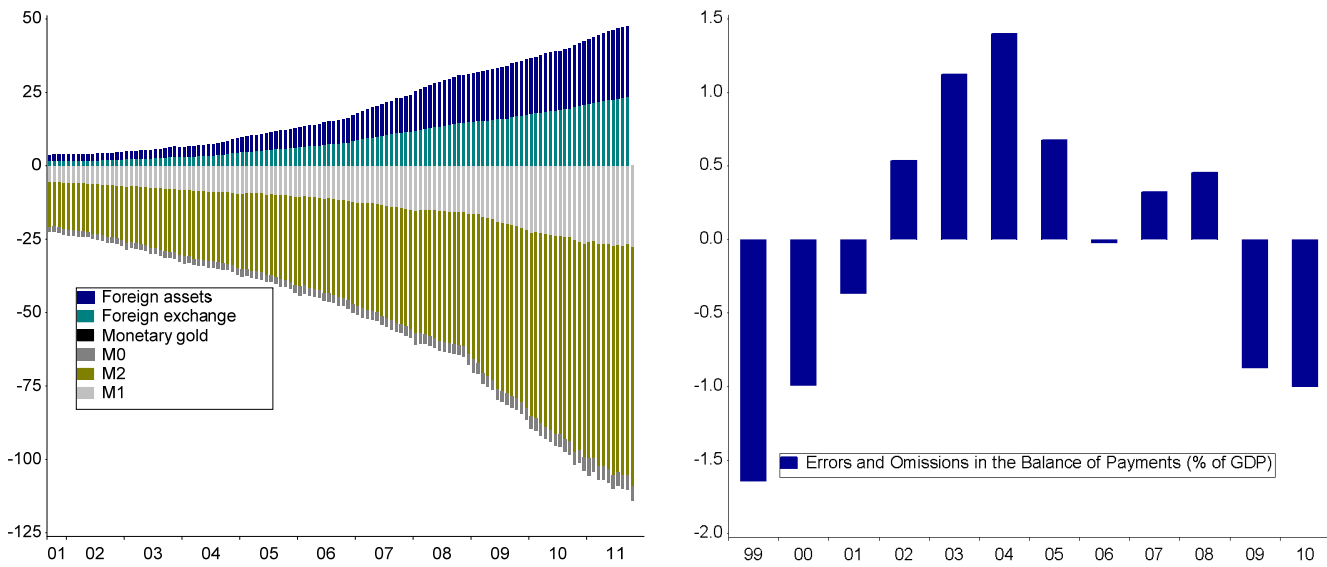 50
25
0
-25
-50
-75
-100
-125
Foreign assets
Foreign exchange
Monetary gold
M0
M2
M1
01 02 03 04 05 06 07 08 09 10 11
1.5
1.0
0.5
0.0
-0.5
-1.0
-1.5
-2.0
Errors and Omissions in the Balance of Payments (% of GDP)
99 00 01 02 03 04 05 06 07 08 09 10